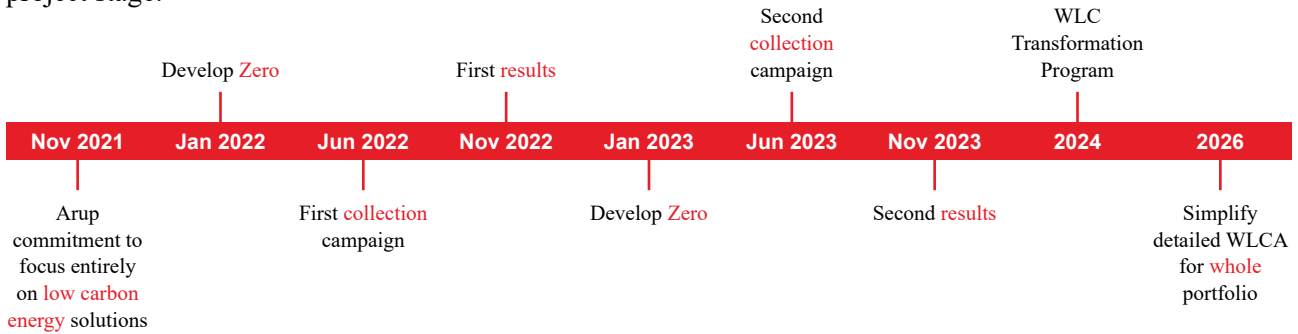 project stage.
Second
collection
campaign
WLC
Transformation
Program
Develop Zero
First results
Nov 2021
Jan 2022
Jun 2022
Nov 2022
Jan 2023
Jun 2023
Nov 2023
2024
2026
Arup
commitment to
focus entirely
on low carbon
energy solutions
First collection
campaign
Develop Zero
Second results
Simplify
detailed WLCA
for whole
portfolio